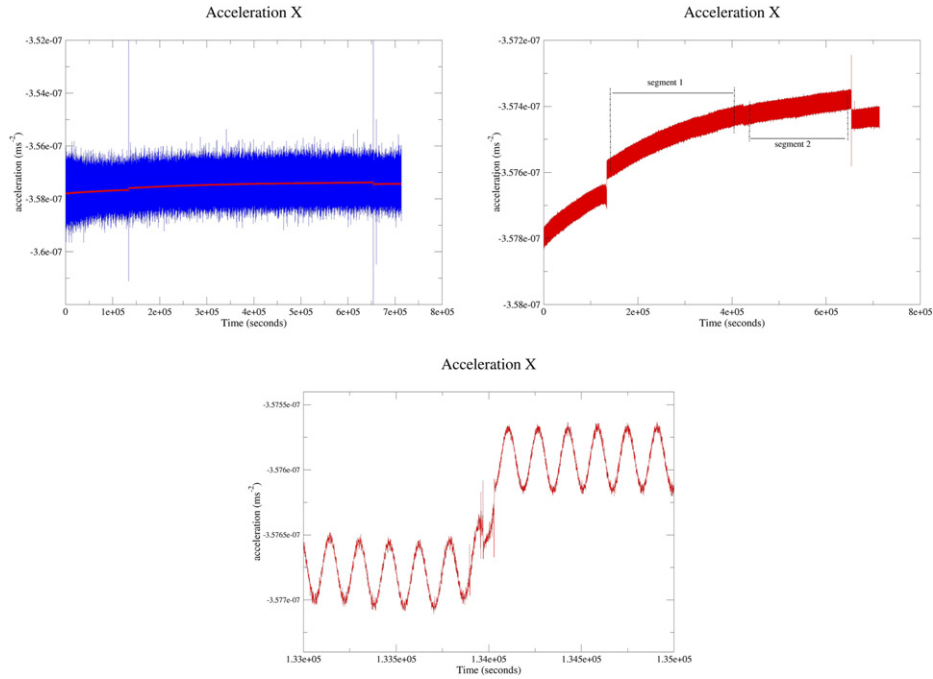 Acceleration X
-3.52e-07
-3.54e-07
-3.56e-07
-3.58e-07
-3.6e-07
acceleration (ms-2)
0 1e+05 2e+05 3e+05 4e+05 5e+05 6e+05 7e+05 8e+05
Time (seconds)
Acceleration X
-3.572e-07
-3.574e-07
-3.576e-07
-3.578e-07
-3.58e-07
acceleration (ms-2)
segment 1
segment 2
0 2e+05 4e+05 6e+05 8e+05
Time (seconds)
Acceleration X
-3.5755e-07
-3.576e-07
-3.5765e-07
-3.577e-07
acceleration (ms-2)
1.33e+05 1.335e+05 1.34e+05 1.345e+05 1.35e+05
Time (seconds)